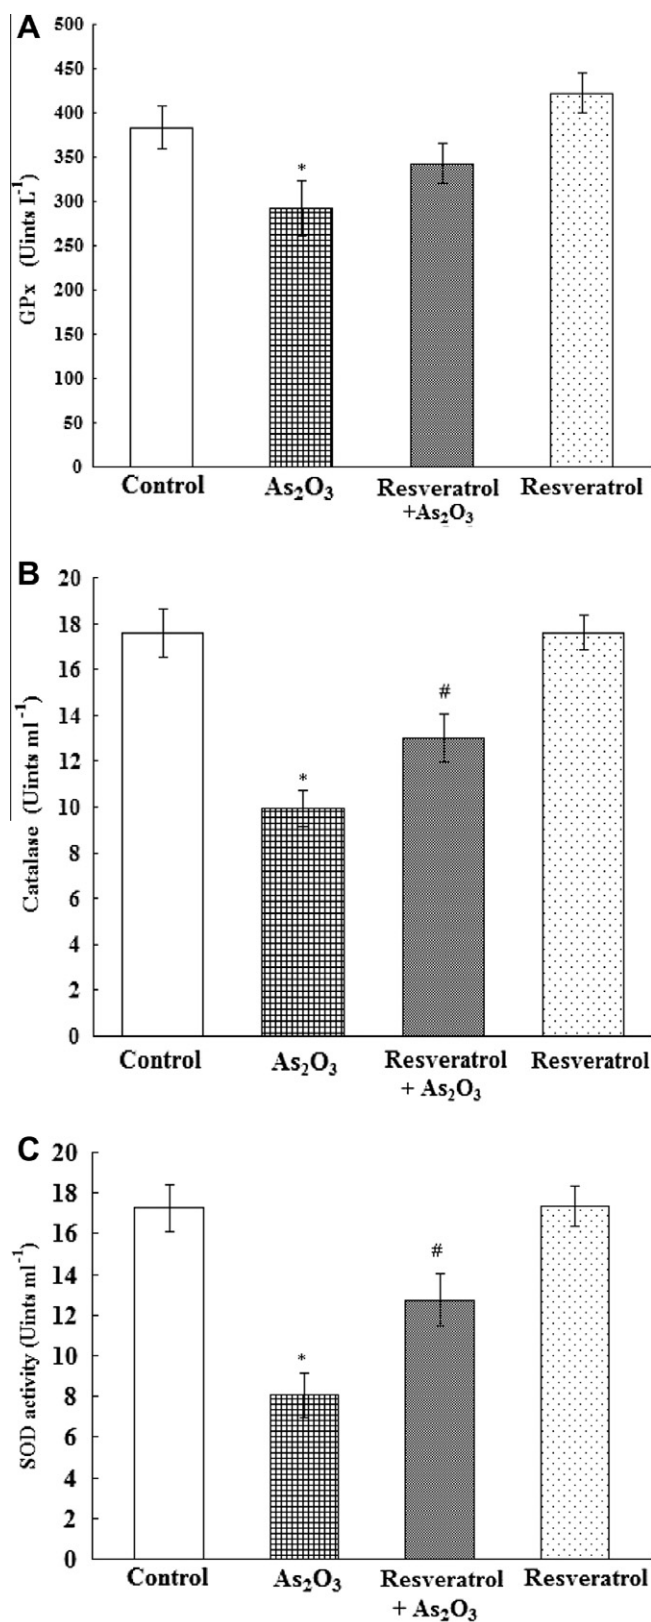 A
GPx (Uints L⁻¹)
500
450
400
350
300
250
200
150
100
50
0
*
Control
As₂O₃
Resveratrol
+As₂O₃
Resveratrol
B
Catalase (Uints ml⁻¹)
20
18
16
14
12
10
8
6
4
2
0
*
#
Control
As₂O₃
Resveratrol
+ As₂O₃
Resveratrol
C
SOD activity (Uints ml⁻¹)
20
18
16
14
12
10
8
6
4
2
0
*
#
Control
As₂O₃
Resveratrol
+ As₂O₃
Resveratrol